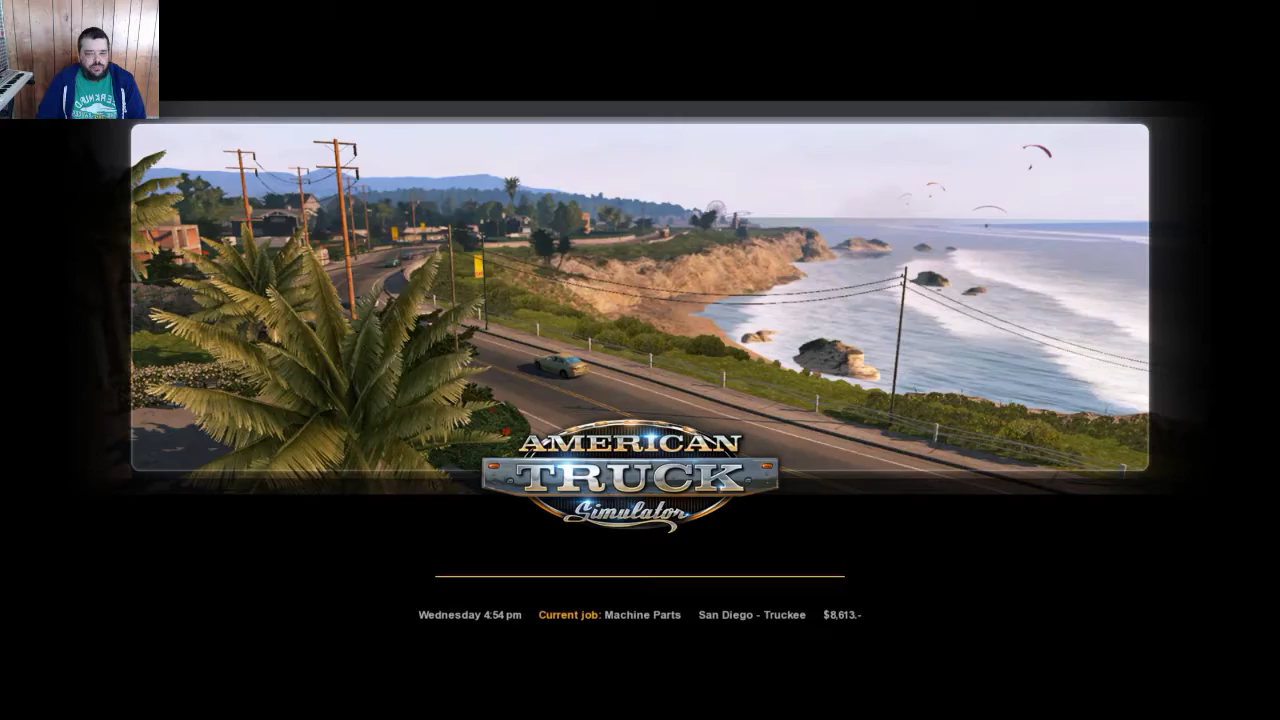 AMERICAN
TRUCK
Simulator
Wednesday 4:54 pm Current job: Machine Parts San Diego - Truckee $8,613.-